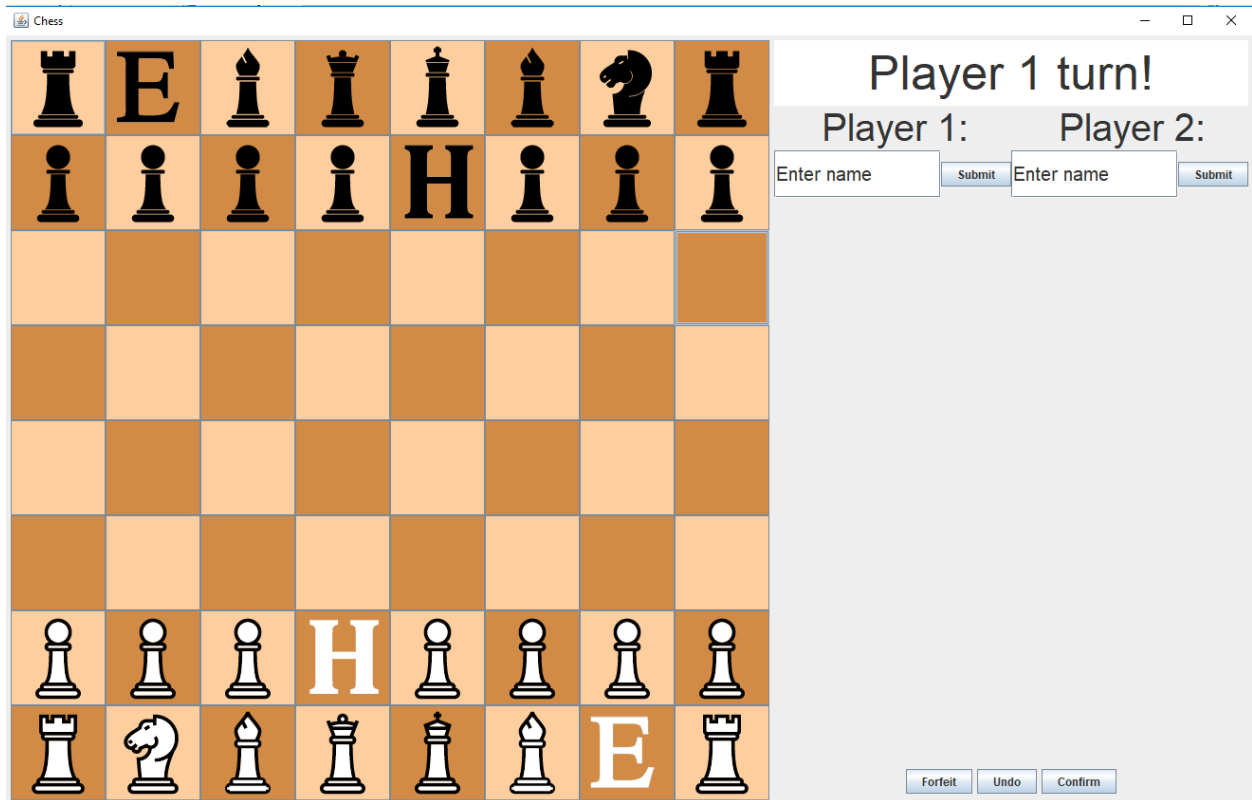 Chess
Player 1 turn!
Player 1: Player 2:
Enter name Submit Enter name Submit
E
H
H
E
Forfeit Undo Confirm